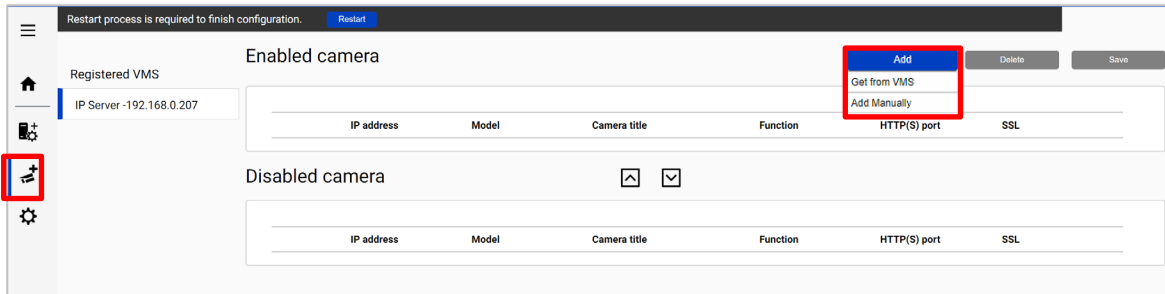 Restart process is required to finish configuration. Restart
Enabled camera
Add Delete Save
Registered VMS
Get from VMS
IP Server -192.168.0.207
Add Manually
IP address Model Camera title Function HTTP(S) port SSL
Disabled camera
IP address Model Camera title Function HTTP(S) port SSL